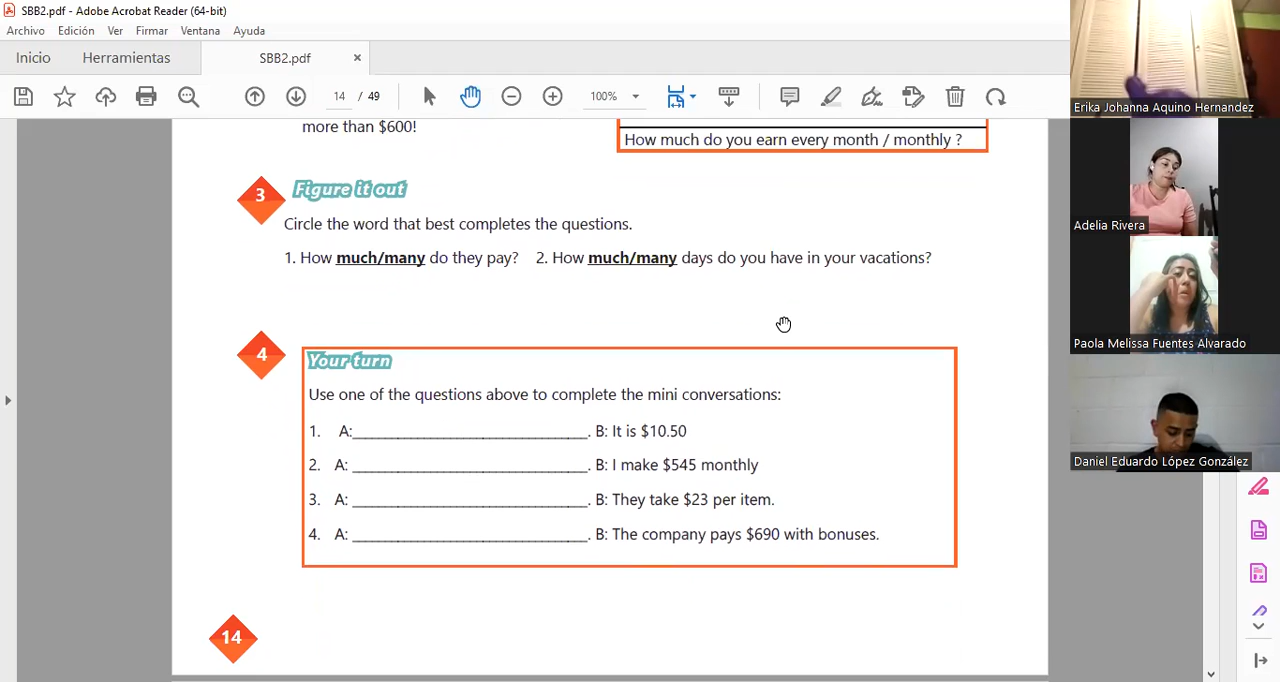 SBB2.pdf - Adobe Acrobat Reader (64-bit)
Archivo Edición Ver Firmar Ventana Ayuda
Inicio Herramientas SBB2.pdf ×
14 / 49 100%
more than $600!
How much do you earn every month / monthly ?
3 Figure it out
Circle the word that best completes the questions.
1. How much/many do they pay? 2. How much/many days do you have in your vacations?
4 Your turn
Use one of the questions above to complete the mini conversations:
1. A:______________________________. B: It is $10.50
2. A: ______________________________. B: I make $545 monthly
3. A: ______________________________. B: They take $23 per item.
4. A: ______________________________. B: The company pays $690 with bonuses.
14
Erika Johanna Aquino Hernandez
Adelia Rivera
Paola Melissa Fuentes Alvarado
Daniel Eduardo López González